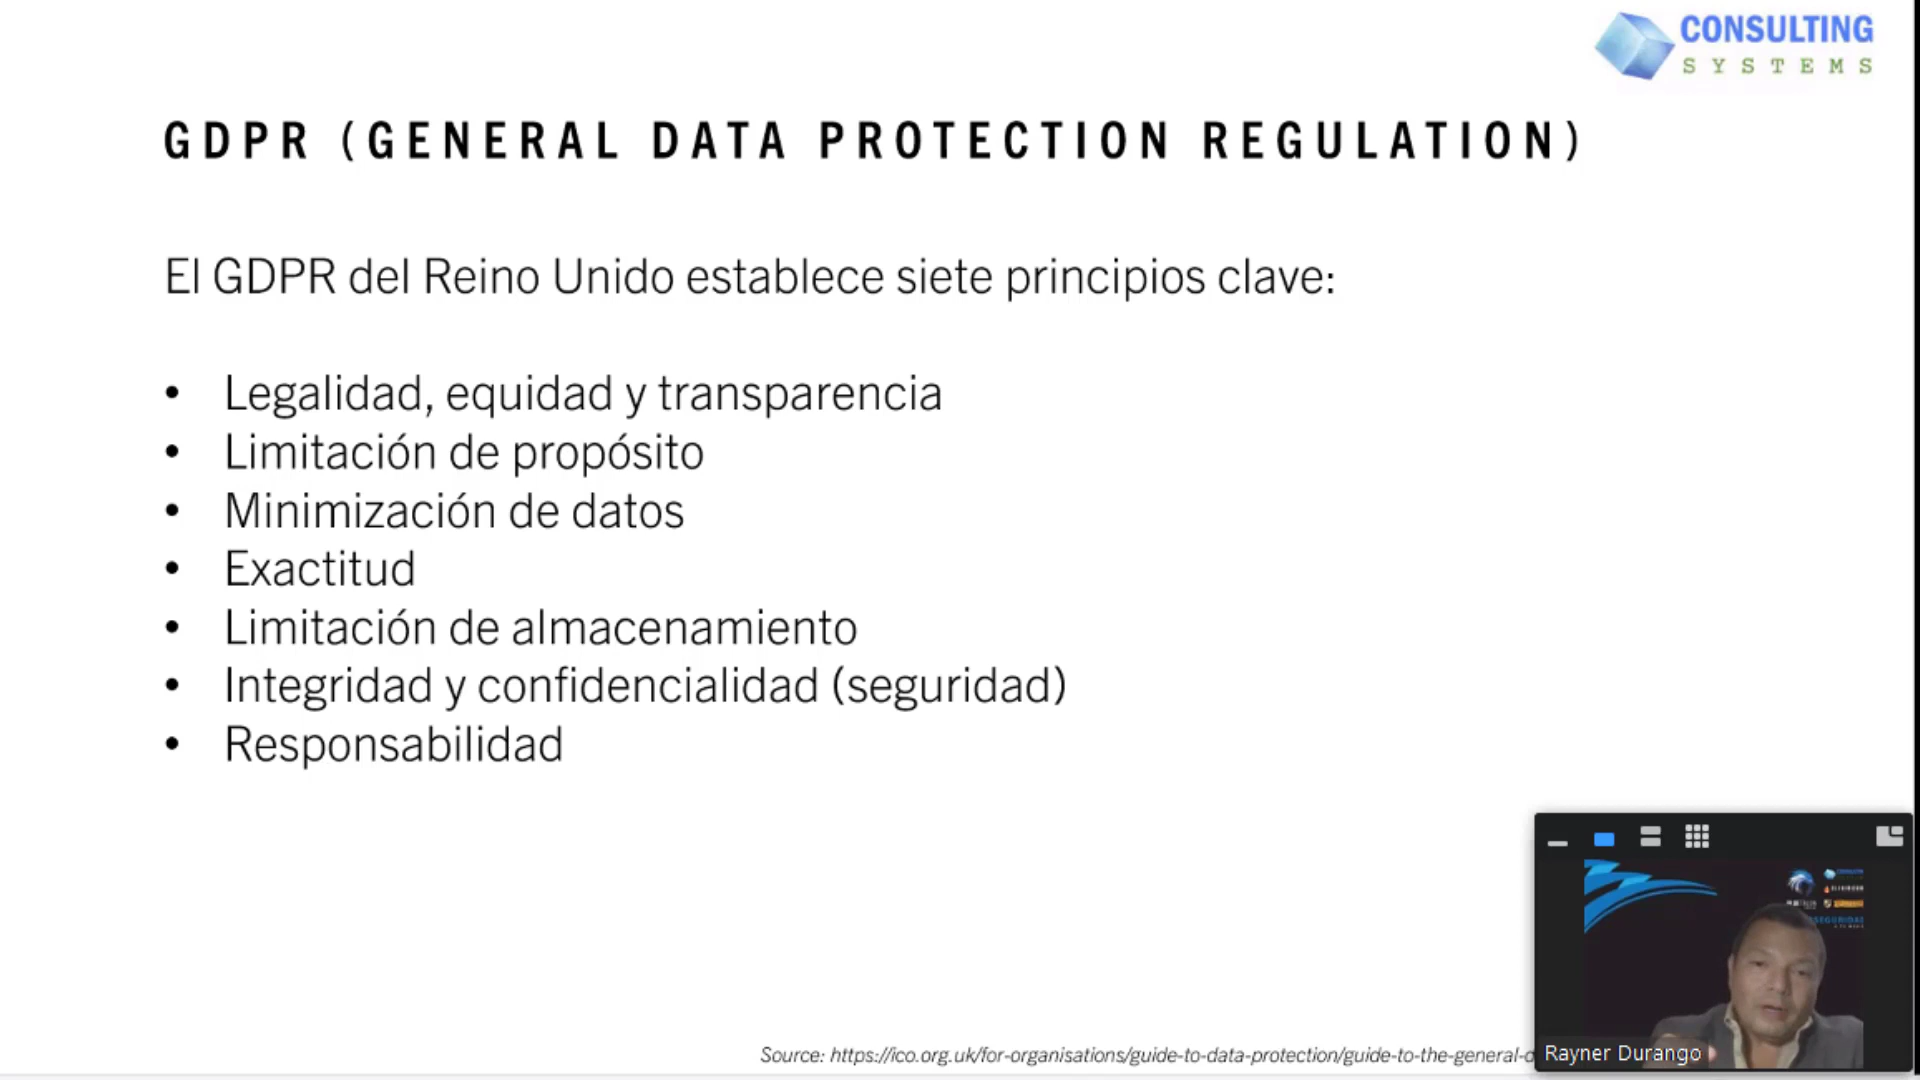 CONSULTING
SYSTEMS
GDPR (GENERAL DATA PROTECTION REGULATION)
El GDPR del Reino Unido establece siete principios clave:
• Legalidad, equidad y transparencia
• Limitación de propósito
• Minimización de datos
• Exactitud
• Limitación de almacenamiento
• Integridad y confidencialidad (seguridad)
• Responsabilidad
Source: https://ico.org.uk/for-organisations/guide-to-data-protection/guide-to-the-general-
Rayner Durango